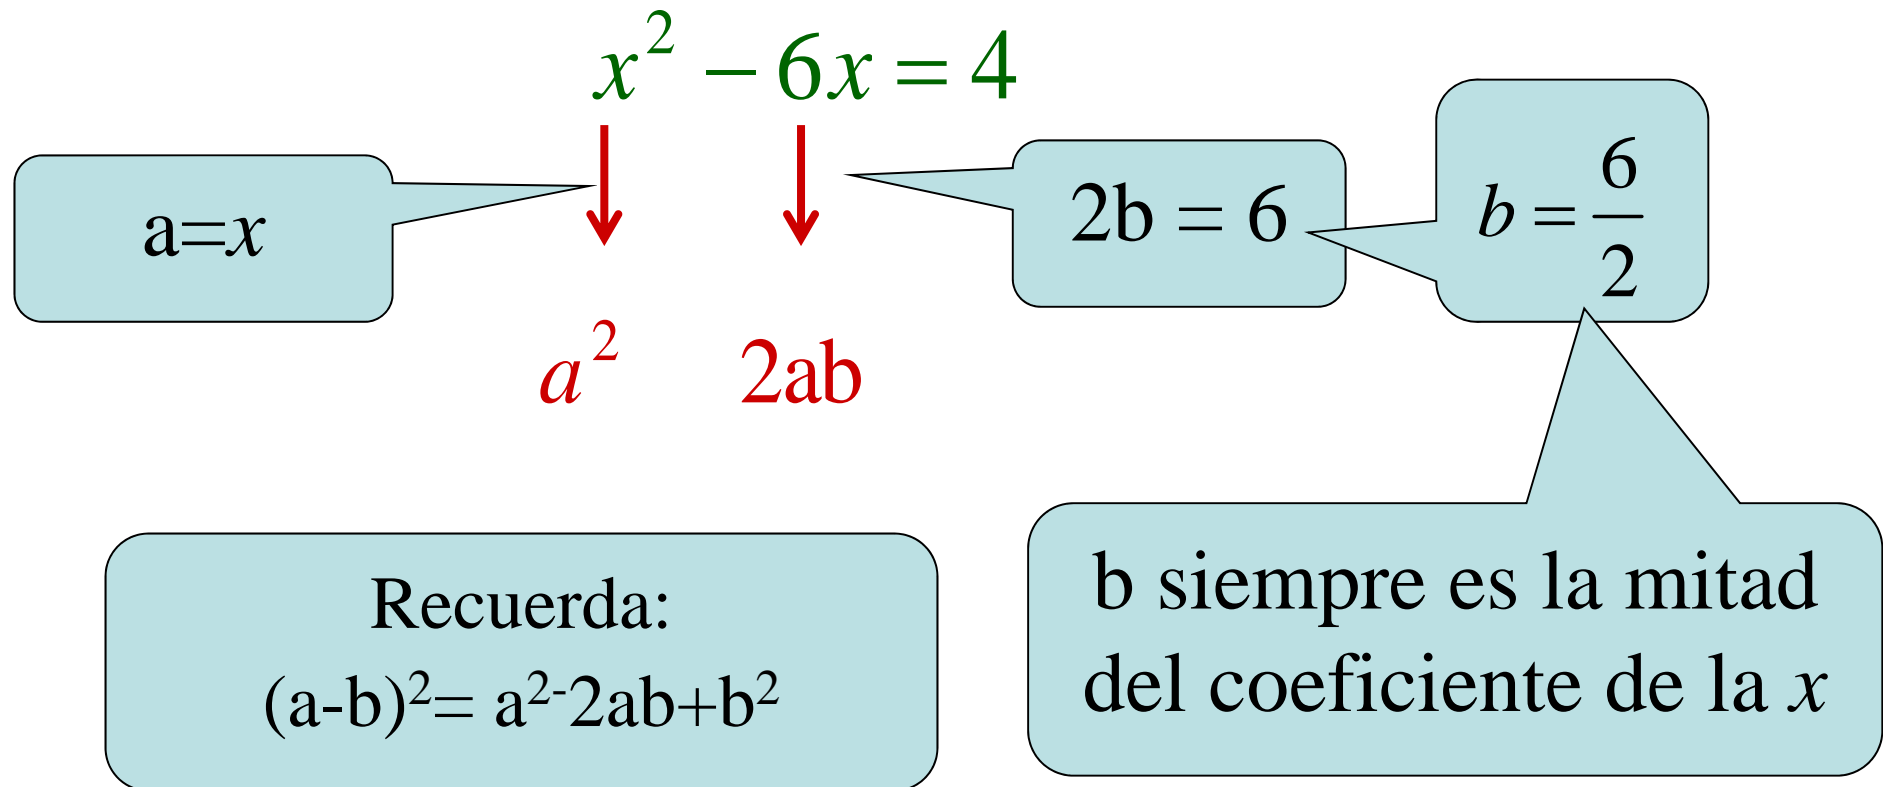 x² − 6x = 4
a=x
2b = 6
b = 6/2
a² 2ab
Recuerda:
(a-b)²= a²⁻2ab+b²
b siempre es la mitad
del coeficiente de la x